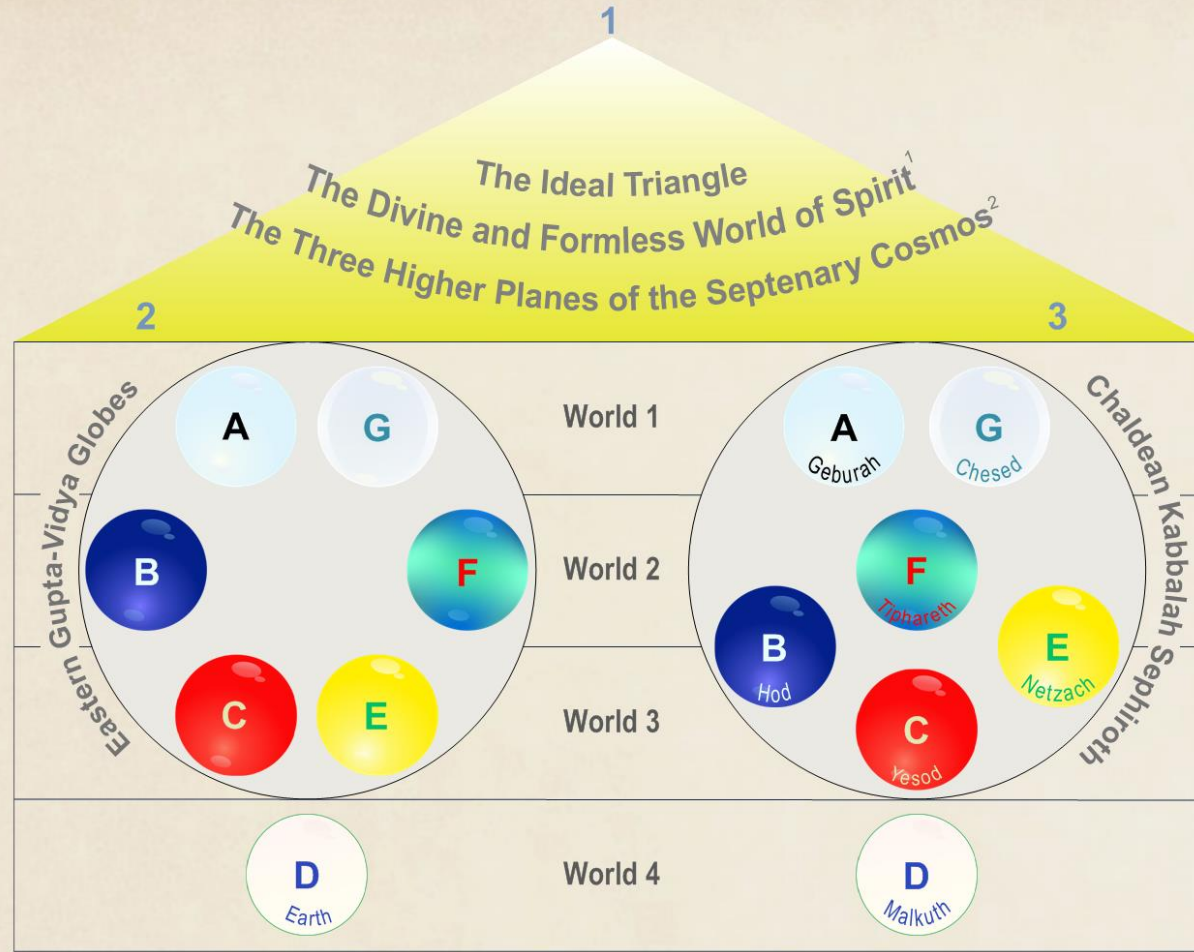 1
The Ideal Triangle
The Divine and Formless World of Spirit1
The Three Higher Planes of the Septenary Cosmos2
2
3
Eastern Gupta-Vidya Globes
A
G
World 1
A
Geburah
G
Chesed
Chaldean Kabbalah Sephiroth
B
F
World 2
F
Tiphareth
B
Hod
E
Netzach
C
E
World 3
C
Yesod
D
Earth
World 4
D
Malkuth